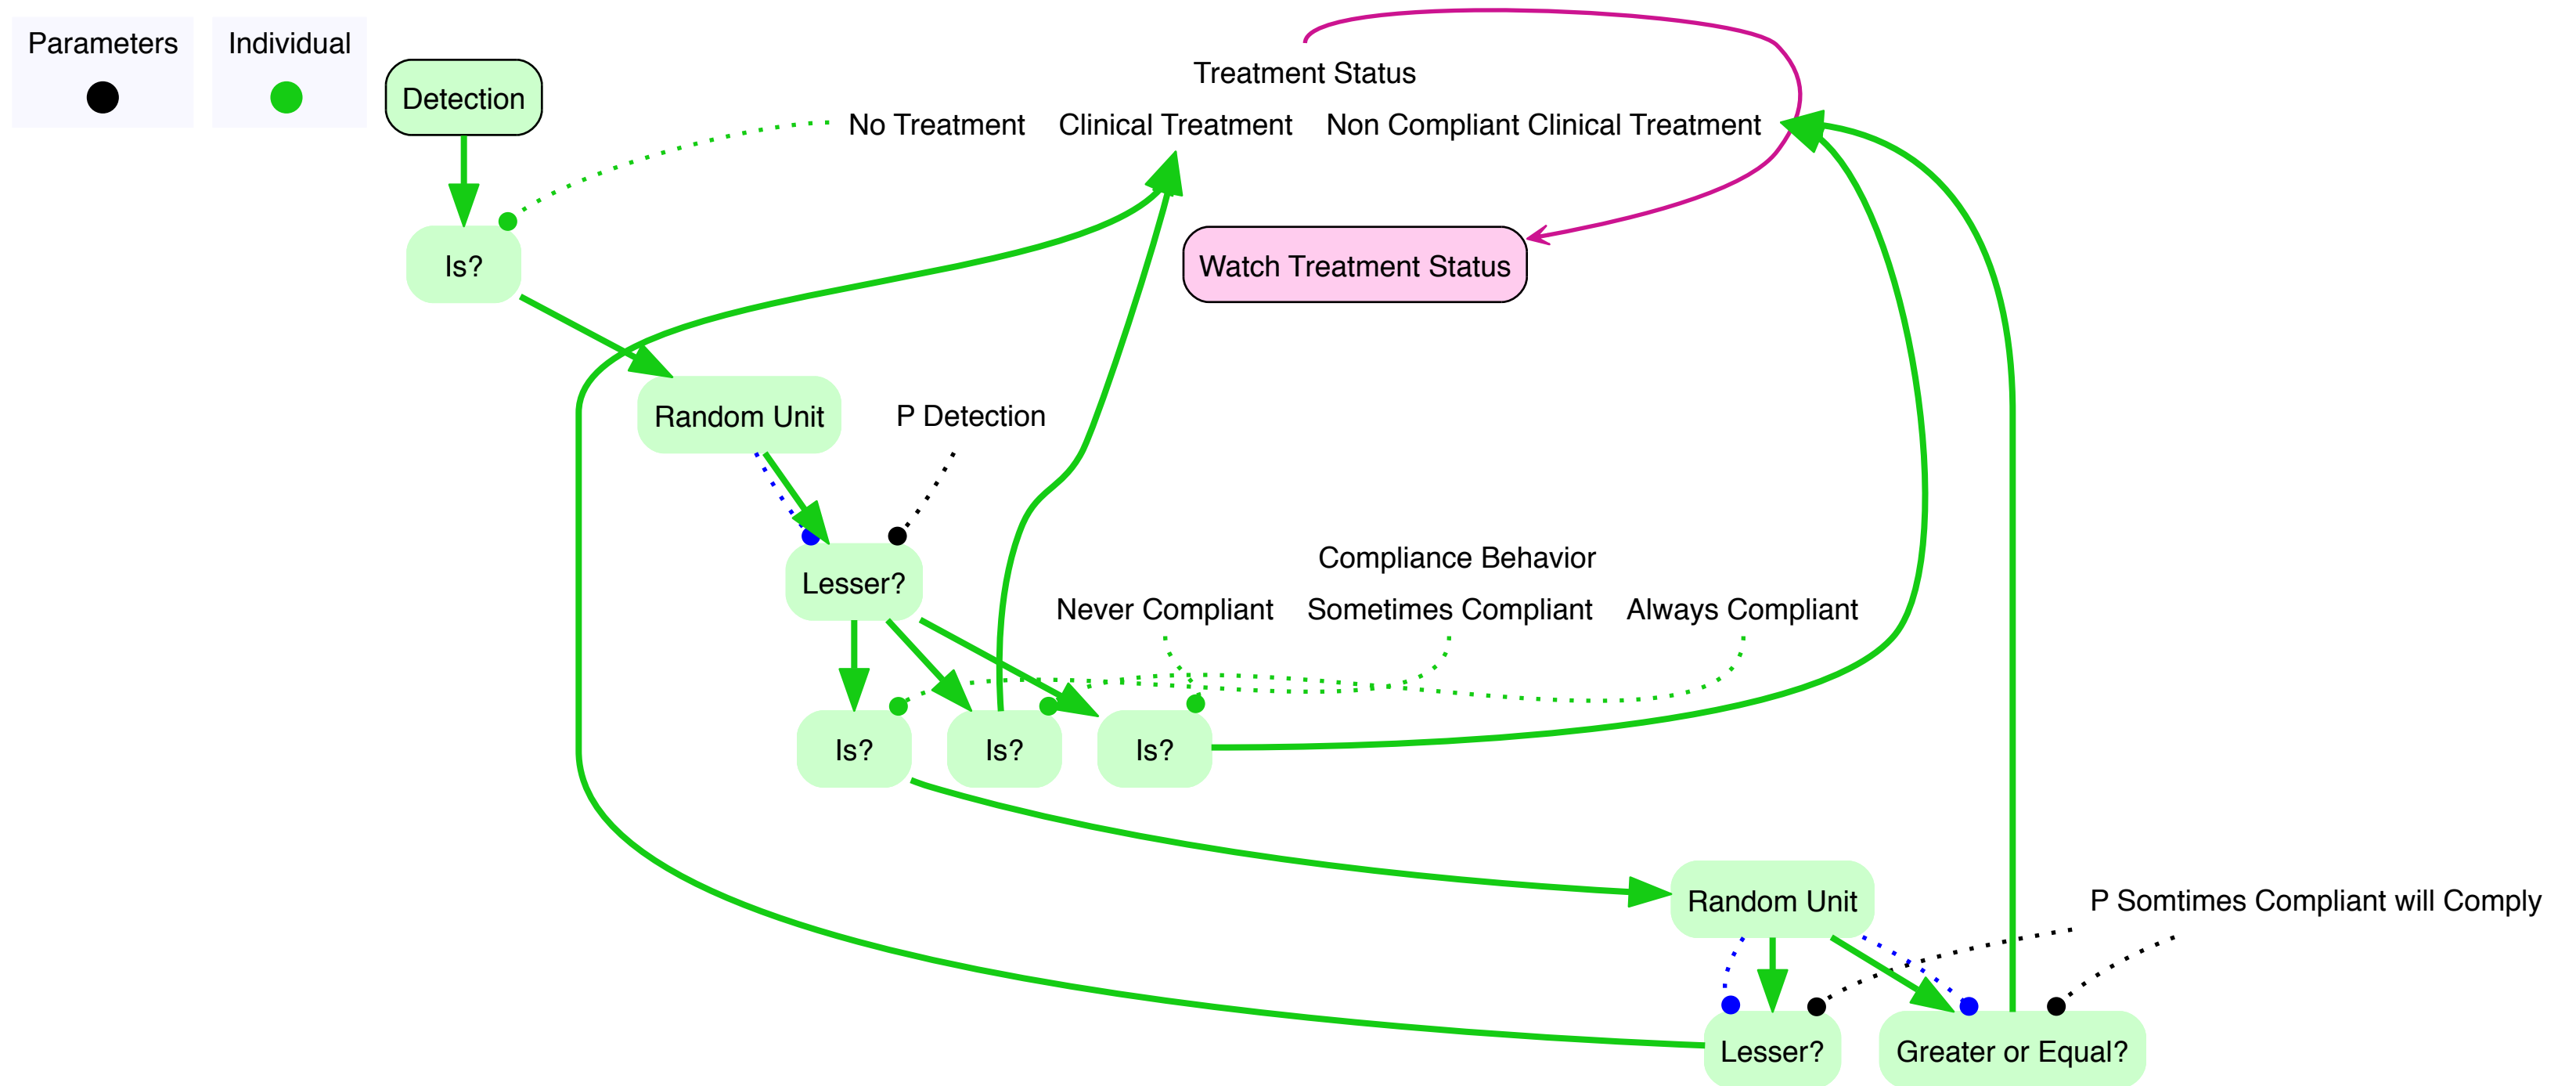 Parameters
Individual
Detection
Treatment Status
No Treatment
Clinical Treatment
Non Compliant Clinical Treatment
Is?
Watch Treatment Status
Random Unit
P Detection
Lesser?
Compliance Behavior
Never Compliant
Sometimes Compliant
Always Compliant
Is?
Is?
Is?
Random Unit
P Somtimes Compliant will Comply
Lesser?
Greater or Equal?